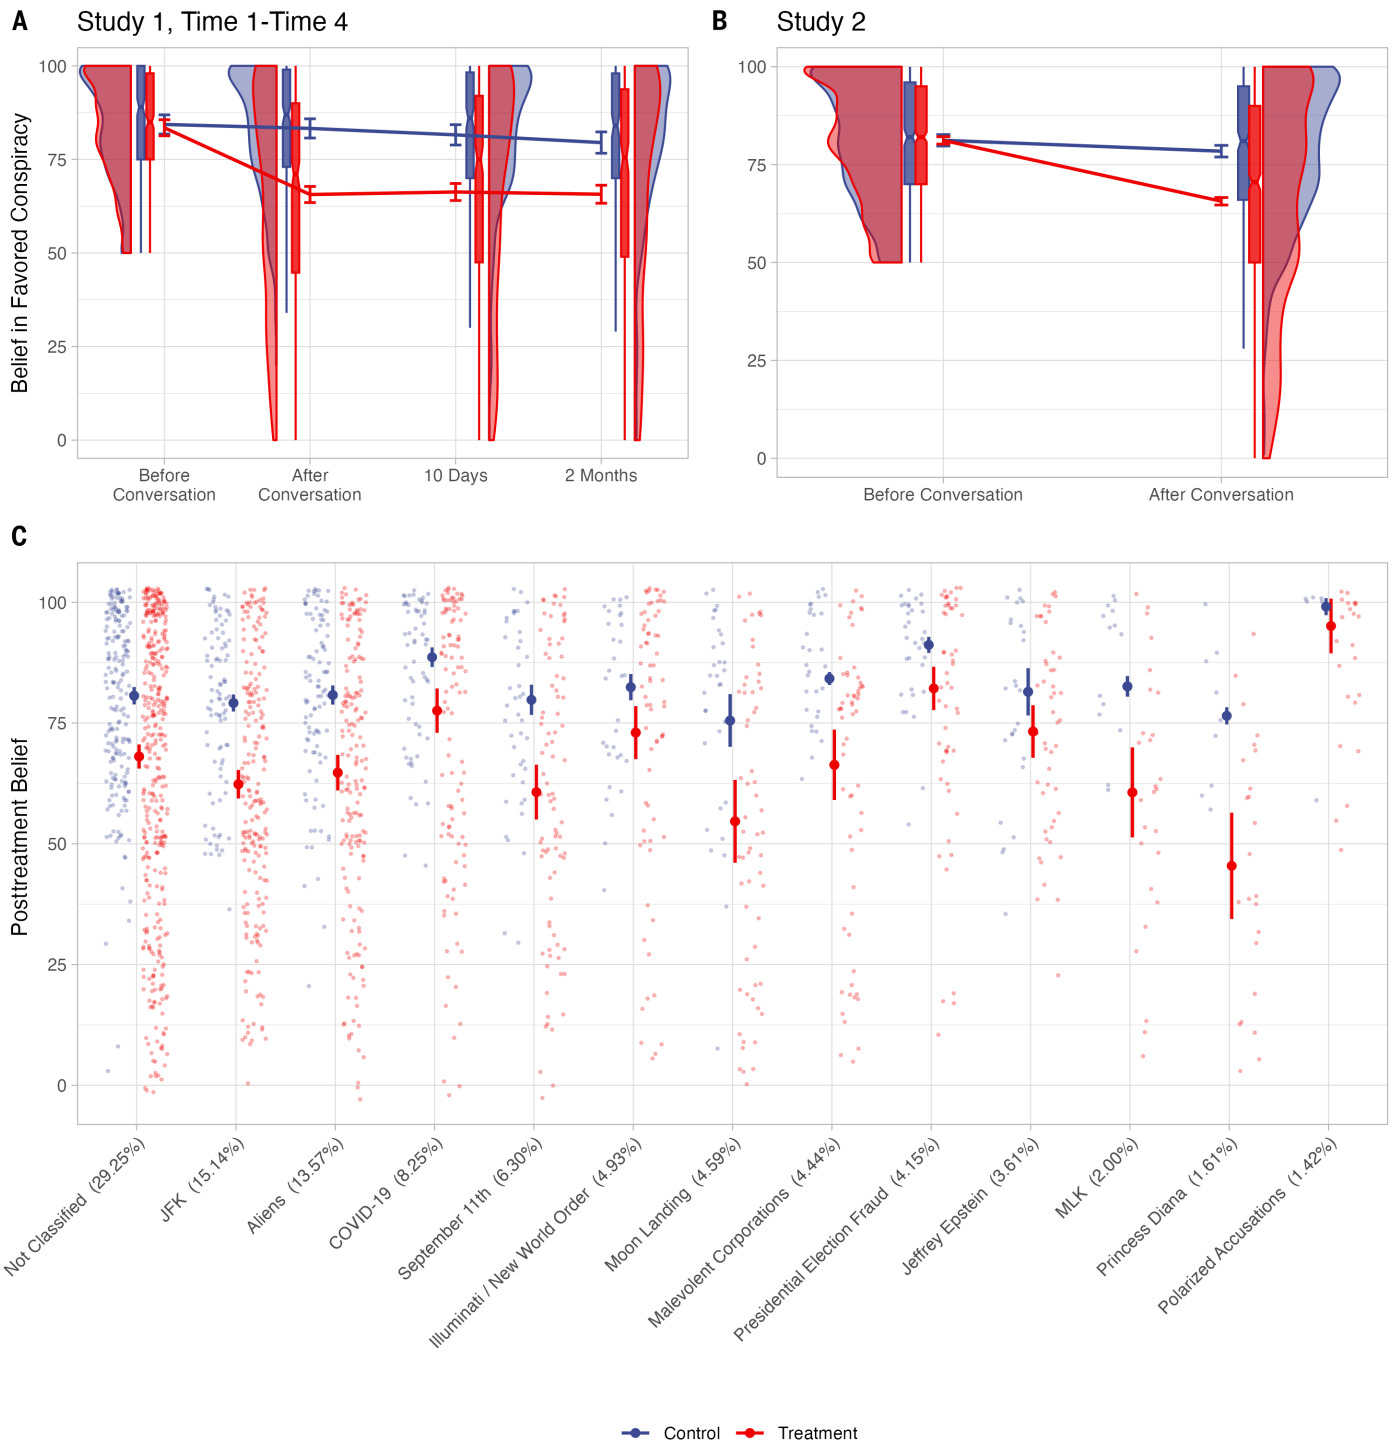 A Study 1, Time 1-Time 4
B Study 2
Belief in Favored Conspiracy
100
75
50
25
0
Before Conversation
After Conversation
10 Days
2 Months
100
75
50
25
0
Before Conversation
After Conversation
C
Posttreatment Belief
100
75
50
25
0
Not Classified (29.25%)
JFK (15.14%)
Aliens (13.57%)
COVID-19 (8.25%)
September 11th (6.30%)
Illuminati / New World Order (4.93%)
Moon Landing (4.59%)
Malevolent Corporations (4.44%)
Presidential Election Fraud (4.15%)
Jeffrey Epstein (3.61%)
MLK (2.00%)
Princess Diana (1.61%)
Polarized Accusations (1.42%)
Control
Treatment